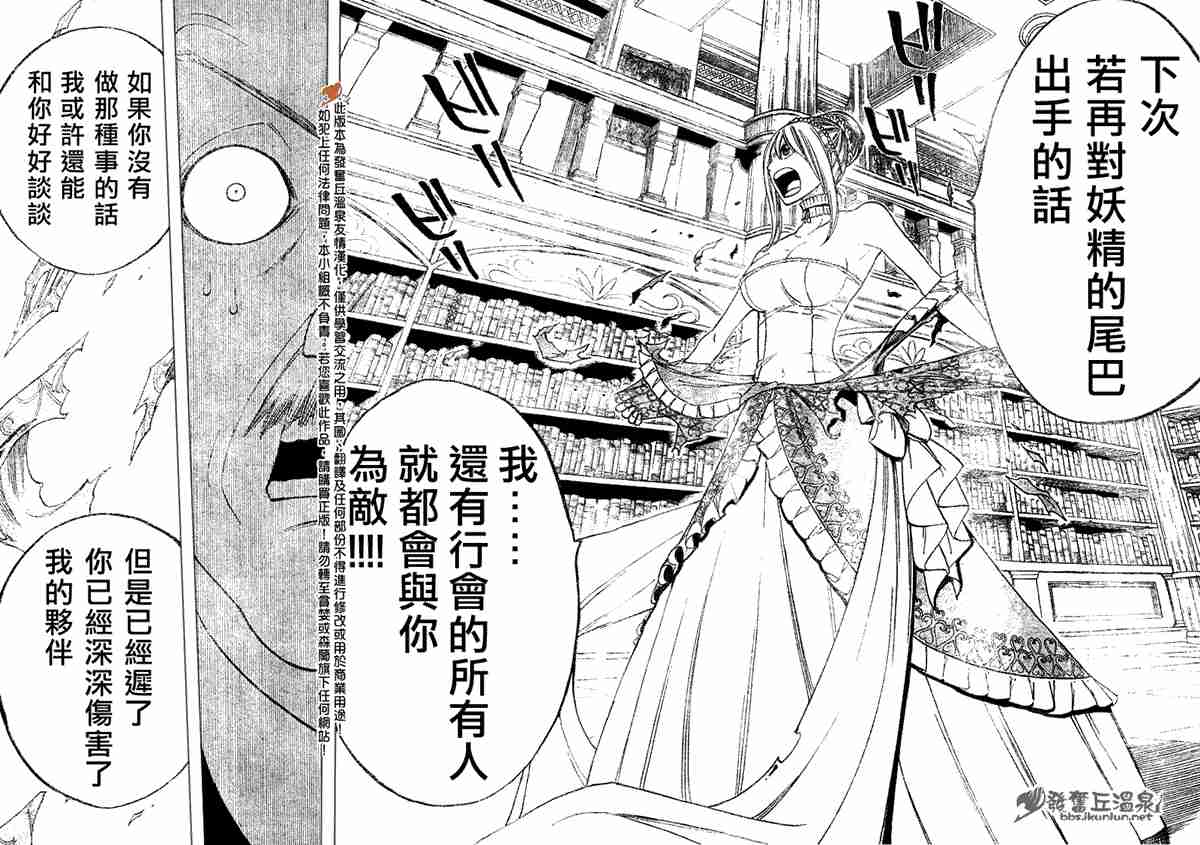 下次
若再對妖精的尾巴
出手的話
我……
還有行會的所有人
就都會與你
為敵!!!!
此版本為發奮丘溫泉友情漢化，僅供學習交流之用，其圖、翻譯及任何部份不得進行修改或用於商業用途！
如犯上任何法律問題，本小組概不負責，若您喜歡此作品，請購買正版！請勿轉至貪婪或森蘭旗下任何網站！
如果你沒有
做那種事的話
我或許還能
和你好好談談
但是已經遲了
你已經深深傷害了
我的夥伴
發奮丘溫泉
bbs.ikunlun.net